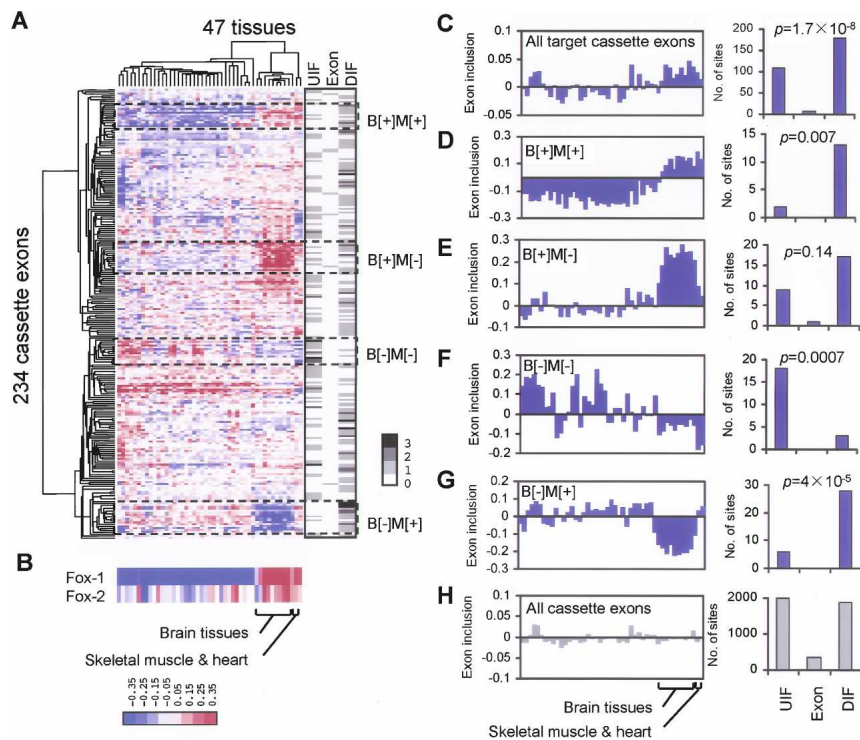 A
47 tissues
UIF
Exon
DIF
234 cassette exons
B[+]M[+]
B[+]M[-]
B[-]M[-]
B[-]M[+]
3
2
1
0
B
Fox-1
Fox-2
Brain tissues
Skeletal muscle & heart
-0.35
-0.25
-0.15
-0.05
0.05
0.15
0.25
0.35
C
Exon inclusion
0.1
0.05
0
-0.05
All target cassette exons
No. of sites
200
150
100
50
0
p=1.7×10-8
D
Exon inclusion
0.3
0.1
-0.1
-0.3
B[+]M[+]
No. of sites
15
10
5
0
p=0.007
E
Exon inclusion
0.3
0.2
0.1
0
-0.1
B[+]M[-]
No. of sites
20
15
10
5
0
p=0.14
F
Exon inclusion
0.3
0.2
0.1
0
-0.1
-0.2
B[-]M[-]
No. of sites
20
15
10
5
0
p=0.0007
G
Exon inclusion
0.2
0.1
0
-0.1
-0.2
-0.3
B[-]M[+]
No. of sites
30
20
10
0
p=4×10-5
H
Exon inclusion
0.1
0.05
0
-0.05
-0.1
All cassette exons
No. of sites
2000
1000
0
Brain tissues
Skeletal muscle & heart
UIF
Exon
DIF